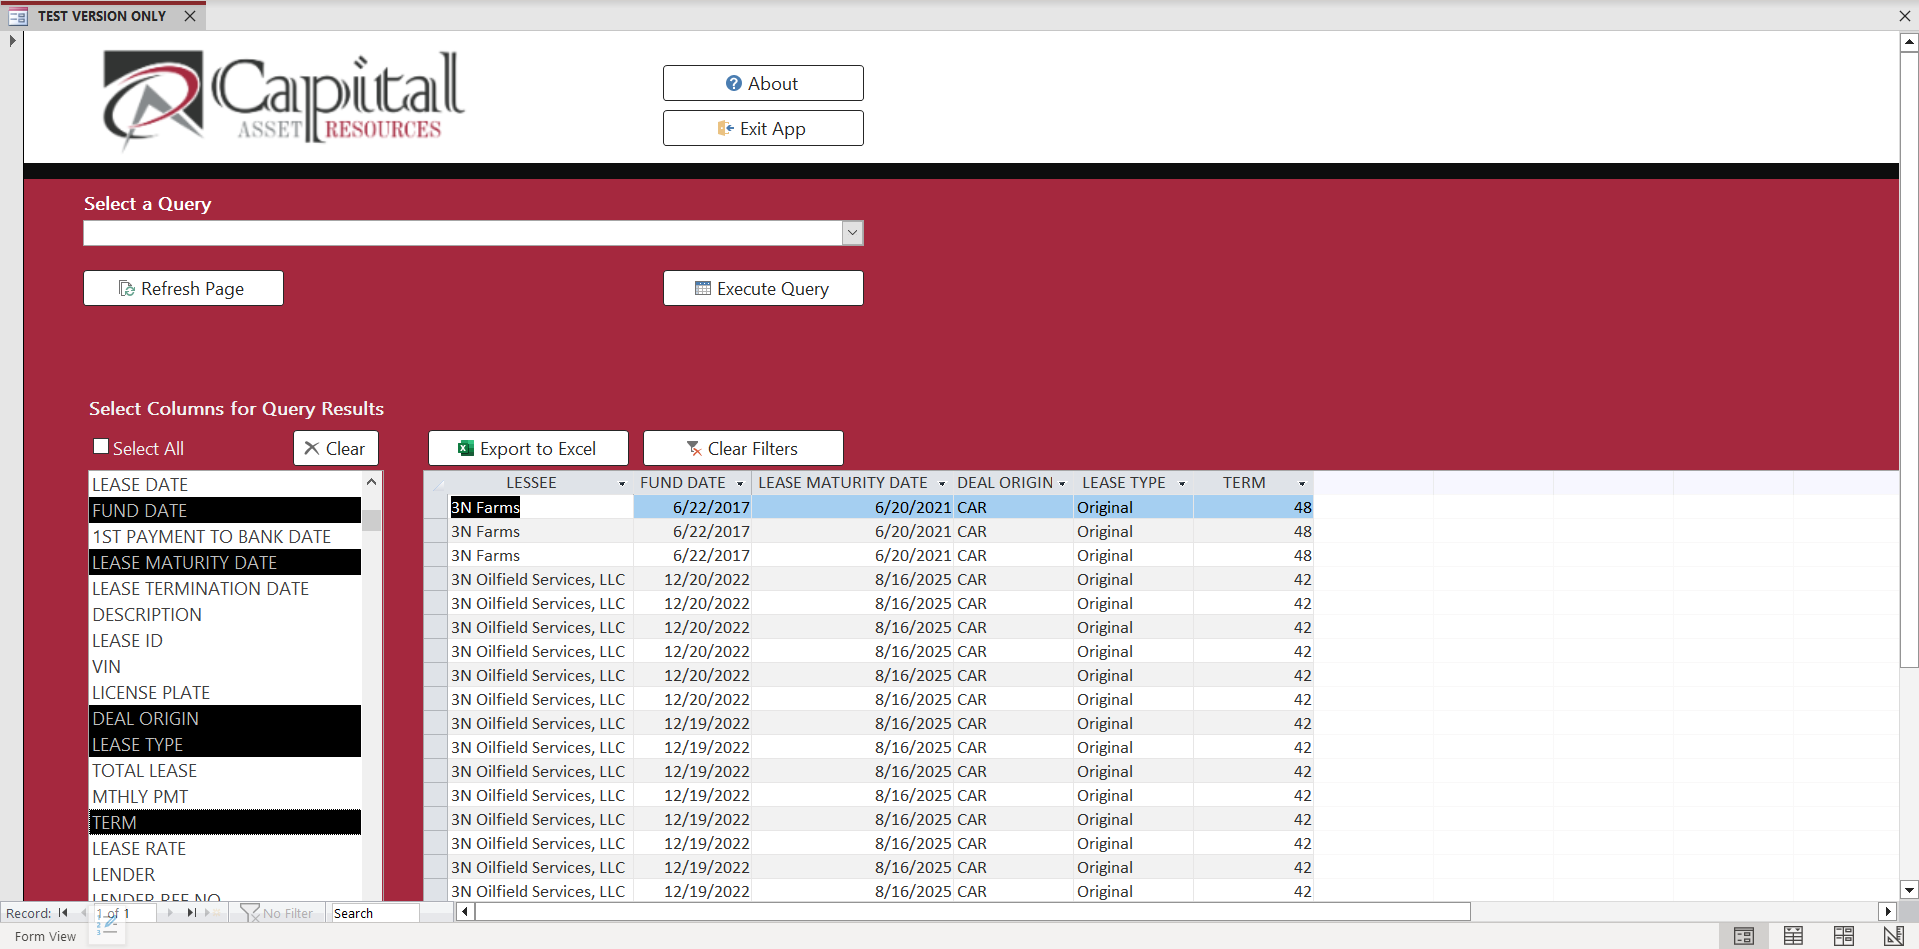 TEST VERSION ONLY
Capital
ASSET RESOURCES
About
Exit App
Select a Query
Refresh Page
Execute Query
Select Columns for Query Results
Select All
Clear
Export to Excel
Clear Filters
LEASE DATE
FUND DATE
1ST PAYMENT TO BANK DATE
LEASE MATURITY DATE
LEASE TERMINATION DATE
DESCRIPTION
LEASE ID
VIN
LICENSE PLATE
DEAL ORIGIN
LEASE TYPE
TOTAL LEASE
MTHLY PMT
TERM
LEASE RATE
LENDER
LENDER REF NO
LESSEE FUND DATE LEASE MATURITY DATE DEAL ORIGIN LEASE TYPE TERM
3N Farms 6/22/2017 6/20/2021 CAR Original 48
3N Farms 6/22/2017 6/20/2021 CAR Original 48
3N Farms 6/22/2017 6/20/2021 CAR Original 48
3N Oilfield Services, LLC 12/20/2022 8/16/2025 CAR Original 42
3N Oilfield Services, LLC 12/20/2022 8/16/2025 CAR Original 42
3N Oilfield Services, LLC 12/20/2022 8/16/2025 CAR Original 42
3N Oilfield Services, LLC 12/20/2022 8/16/2025 CAR Original 42
3N Oilfield Services, LLC 12/20/2022 8/16/2025 CAR Original 42
3N Oilfield Services, LLC 12/20/2022 8/16/2025 CAR Original 42
3N Oilfield Services, LLC 12/19/2022 8/16/2025 CAR Original 42
3N Oilfield Services, LLC 12/19/2022 8/16/2025 CAR Original 42
3N Oilfield Services, LLC 12/19/2022 8/16/2025 CAR Original 42
3N Oilfield Services, LLC 12/19/2022 8/16/2025 CAR Original 42
3N Oilfield Services, LLC 12/19/2022 8/16/2025 CAR Original 42
3N Oilfield Services, LLC 12/19/2022 8/16/2025 CAR Original 42
3N Oilfield Services, LLC 12/19/2022 8/16/2025 CAR Original 42
3N Oilfield Services, LLC 12/19/2022 8/16/2025 CAR Original 42
Record: 1 of 1 No Filter Search
Form View